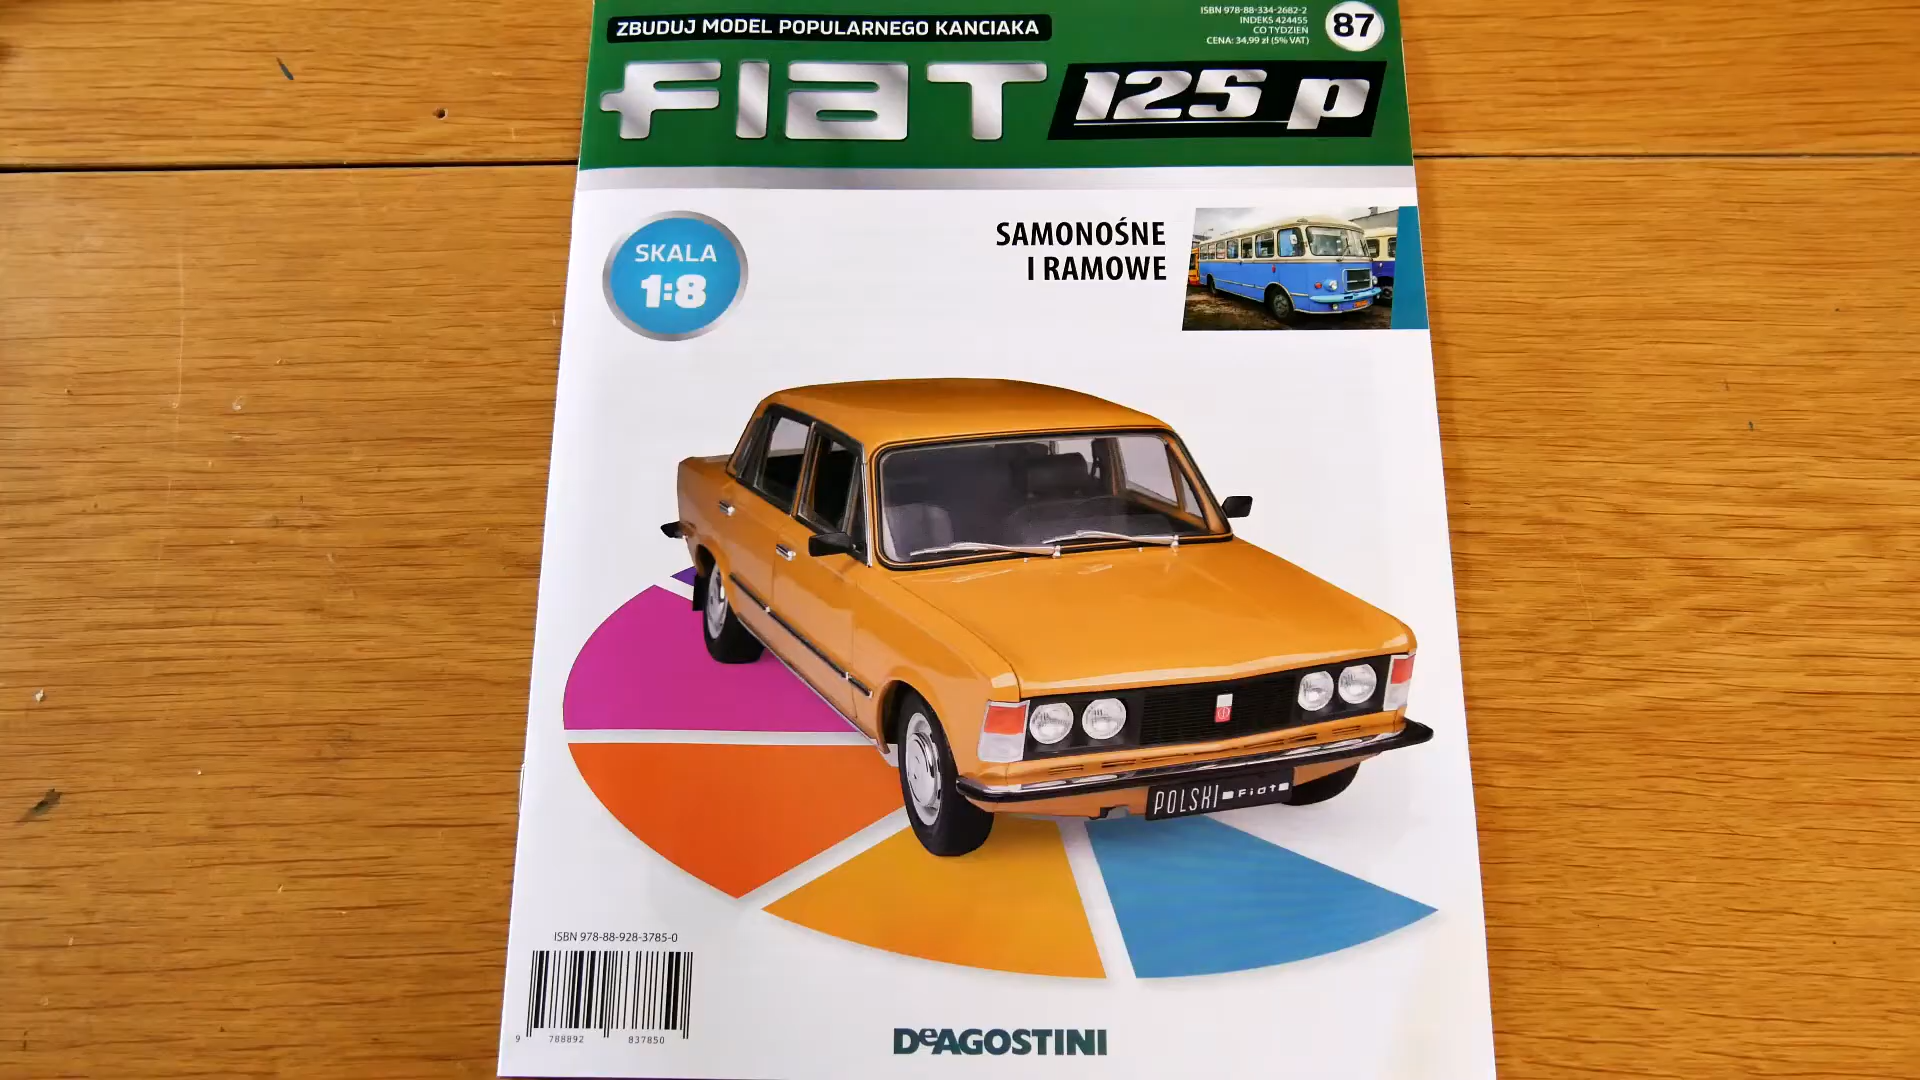 ZBUDUJ MODEL POPULARNEGO KANCIAKA
ISBN 978-88-334-2682-2
INDEKS 424455
CO TYDZIEŃ
CENA: 34,99 zł (5% VAT)
87
FIAT 125 p
SKALA
1:8
SAMONOŚNE
I RAMOWE
POLSKI Fiat
ISBN 978-88-928-3785-0
9 788892 837850
DeAGOSTINI